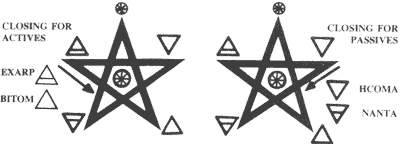 CLOSING FOR
ACTIVES
EXARP
BITOM
CLOSING FOR
PASSIVES
HCOMA
NANTA